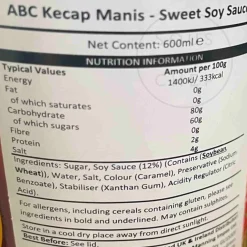 ABC Kecap Manis - Sweet Soy Sauce
Net Content: 600ml e
NUTRITION INFORMATION
Typical Values Amount per 100g
Energy 1400kJ/ 333kcal
Fat 0g
of which saturates 0g
Carbohydrate 80g
of which sugars 60g
Fibre 0g
Protein 2g
Salt 4g
Ingredients: Sugar, Soy Sauce (12%) (Contains (Soybean,
Wheat)), Water, Salt, Colour (Caramel), Preservative (Sodium
Benzoate), Stabiliser (Xanthan Gum), Acidity Regulator (Citric
Acid).
For allergens, including cereals containing gluten, please see
ingredients in bold and underlined. May contain sulphites.
Store in a cool dry place away from direct sunlight.
Best Before: See lid.
UK & Ireland